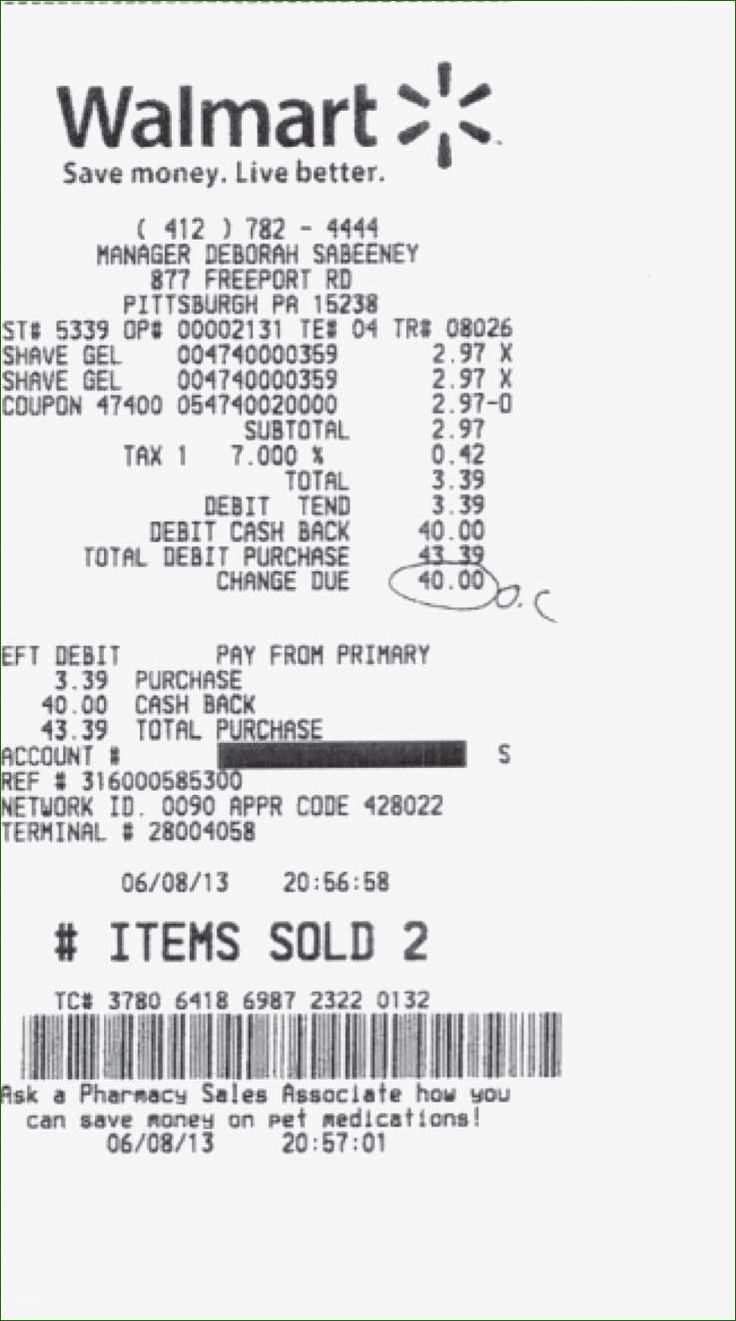 Walmart
Save money. Live better.
( 412 ) 782 - 4444
MANAGER DEBORAH SABEENEY
877 FREEPORT RD
PITTSBURGH PA 15238
ST# 5339 OP# 00002131 TE# 04 TR# 08026
SHAVE GEL 004740000359 2.97 X
SHAVE GEL 004740000359 2.97 X
COUPON 47400 054740020000 2.97-O
SUBTOTAL 2.97
TAX 1 7.000 % 0.42
TOTAL 3.39
DEBIT TEND 3.39
DEBIT CASH BACK 40.00
TOTAL DEBIT PURCHASE 43.39
CHANGE DUE 40.00
EFT DEBIT PAY FROM PRIMARY
3.39 PURCHASE
40.00 CASH BACK
43.39 TOTAL PURCHASE
ACCOUNT # S
REF # 316000585300
NETWORK ID. 0090 APPR CODE 428022
TERMINAL # 28004058
06/08/13 20:56:58
# ITEMS SOLD 2
TC# 3780 6418 6987 2322 0132
Ask a Pharmacy Sales Associate how you
can save money on pet medications!
06/08/13 20:57:01